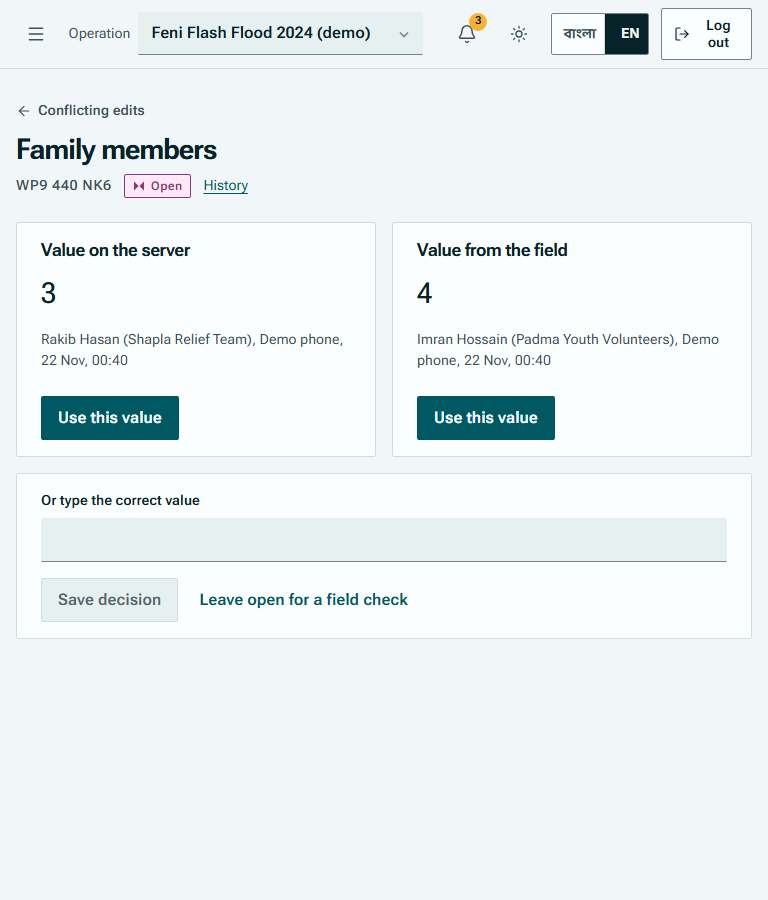 Operation
Feni Flash Flood 2024 (demo)
3
বাংলা
EN
Log out
Conflicting edits
Family members
WP9 440 NK6
Open
History
Value on the server
3
Rakib Hasan (Shapla Relief Team), Demo phone,
22 Nov, 00:40
Use this value
Value from the field
4
Imran Hossain (Padma Youth Volunteers), Demo
phone, 22 Nov, 00:40
Use this value
Or type the correct value
Save decision
Leave open for a field check